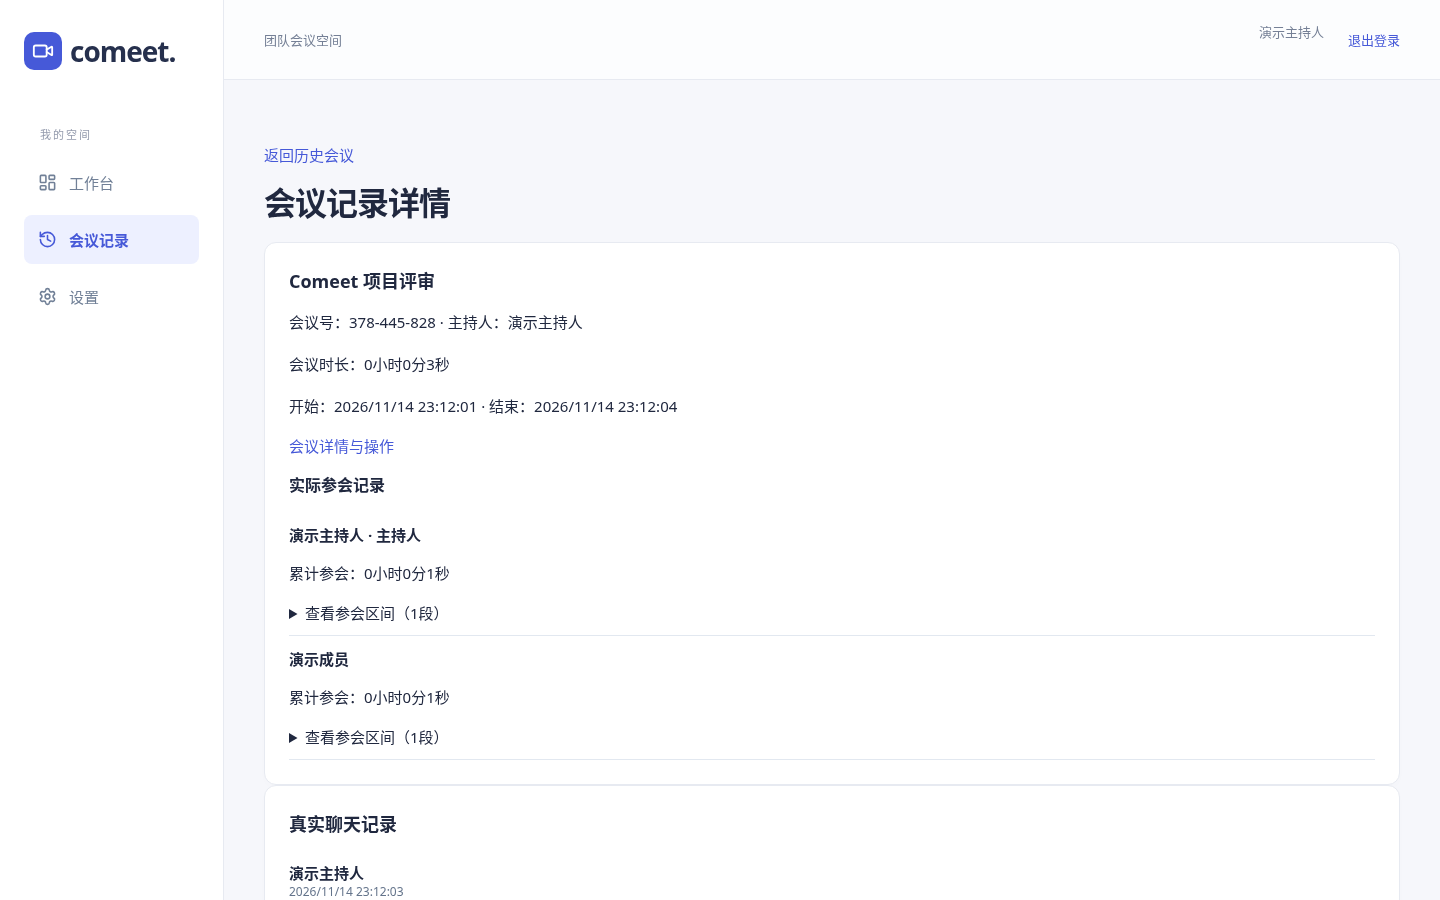 comeet.
团队会议空间
演示主持人
退出登录
我的空间
工作台
会议记录
设置
返回历史会议
会议记录详情
Comeet 项目评审
会议号：378-445-828 · 主持人：演示主持人
会议时长：0小时0分3秒
开始：2026/11/14 23:12:01 · 结束：2026/11/14 23:12:04
会议详情与操作
实际参会记录
演示主持人 · 主持人
累计参会：0小时0分1秒
▶ 查看参会区间（1段）
演示成员
累计参会：0小时0分1秒
▶ 查看参会区间（1段）
真实聊天记录
演示主持人
2026/11/14 23:12:03